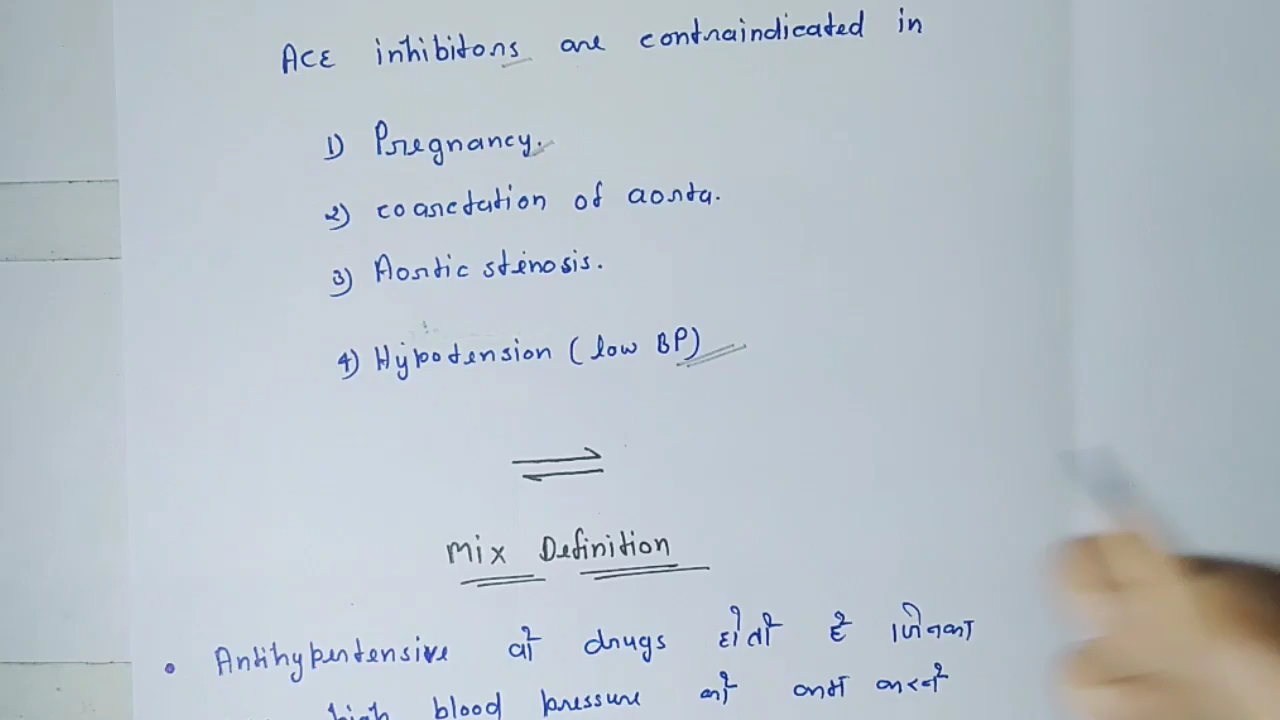 ACE inhibitors are contraindicated in
1) Pregnancy.
2) coarctation of aorta.
3) Aortic stenosis.
4) Hypotension (low BP)
Mix Definition
• Antihypertensive वो drugs होती है जिनका
high blood pressure को काम करने